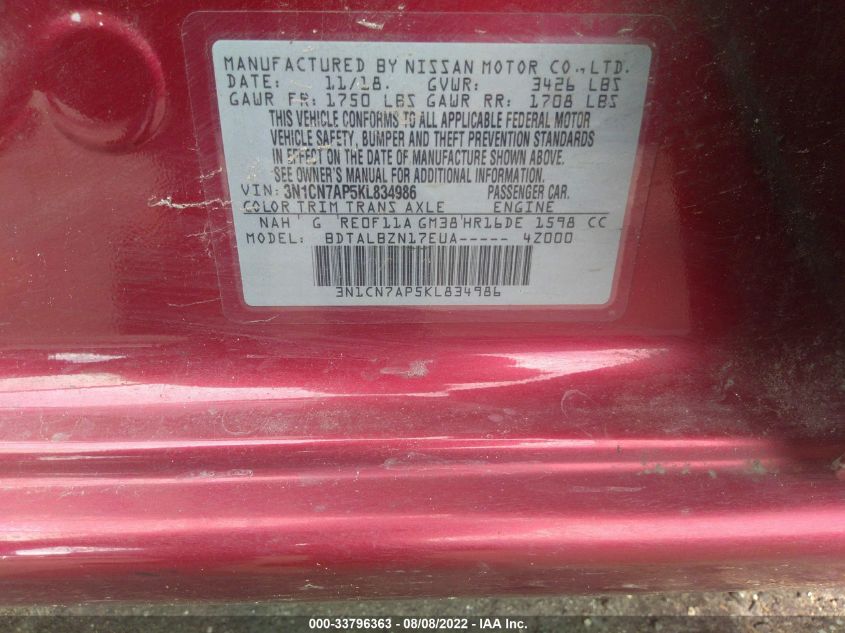 MANUFACTURED BY NISSAN MOTOR CO.,LTD.
DATE: 11/18. GVWR: 3426 LBS
GAWR FR: 1750 LBS GAWR RR: 1708 LBS
THIS VEHICLE CONFORMS TO ALL APPLICABLE FEDERAL MOTOR
VEHICLE SAFETY, BUMPER AND THEFT PREVENTION STANDARDS
IN EFFECT ON THE DATE OF MANUFACTURE SHOWN ABOVE.
SEE OWNER'S MANUAL FOR ADDITIONAL INFORMATION.
VIN: 3N1CN7AP5KL834986 PASSENGER CAR.
COLOR TRIM TRANS AXLE ENGINE
NAH G RE0F11A GM38 HR16DE 1598 CC
MODEL: BDTALBZN17EUA----- 4Z000
3N1CN7AP5KL834986
000-33796363 - 08/08/2022 - © IAA, Inc.